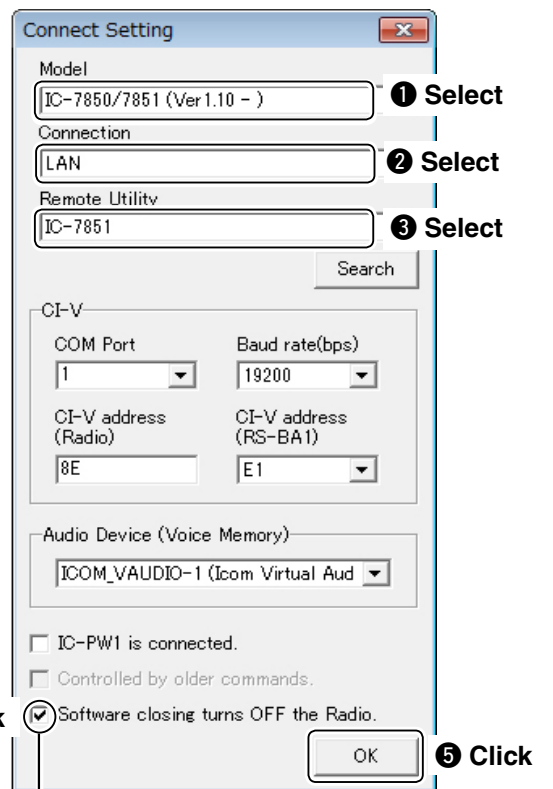 Connect Setting
Model
IC-7850/7851 (Ver1.10 - )
❶ Select
Connection
LAN
❷ Select
Remote Utility
IC-7851
❸ Select
Search
CI-V
COM Port
Baud rate(bps)
1
19200
CI-V address
(Radio)
CI-V address
(RS-BA1)
8E
E1
Audio Device (Voice Memory)
ICOM_VAUDIO-1 (Icom Virtual Aud
IC-PW1 is connected.
Controlled by older commands.
k
Software closing turns OFF the Radio.
OK
❺ Click